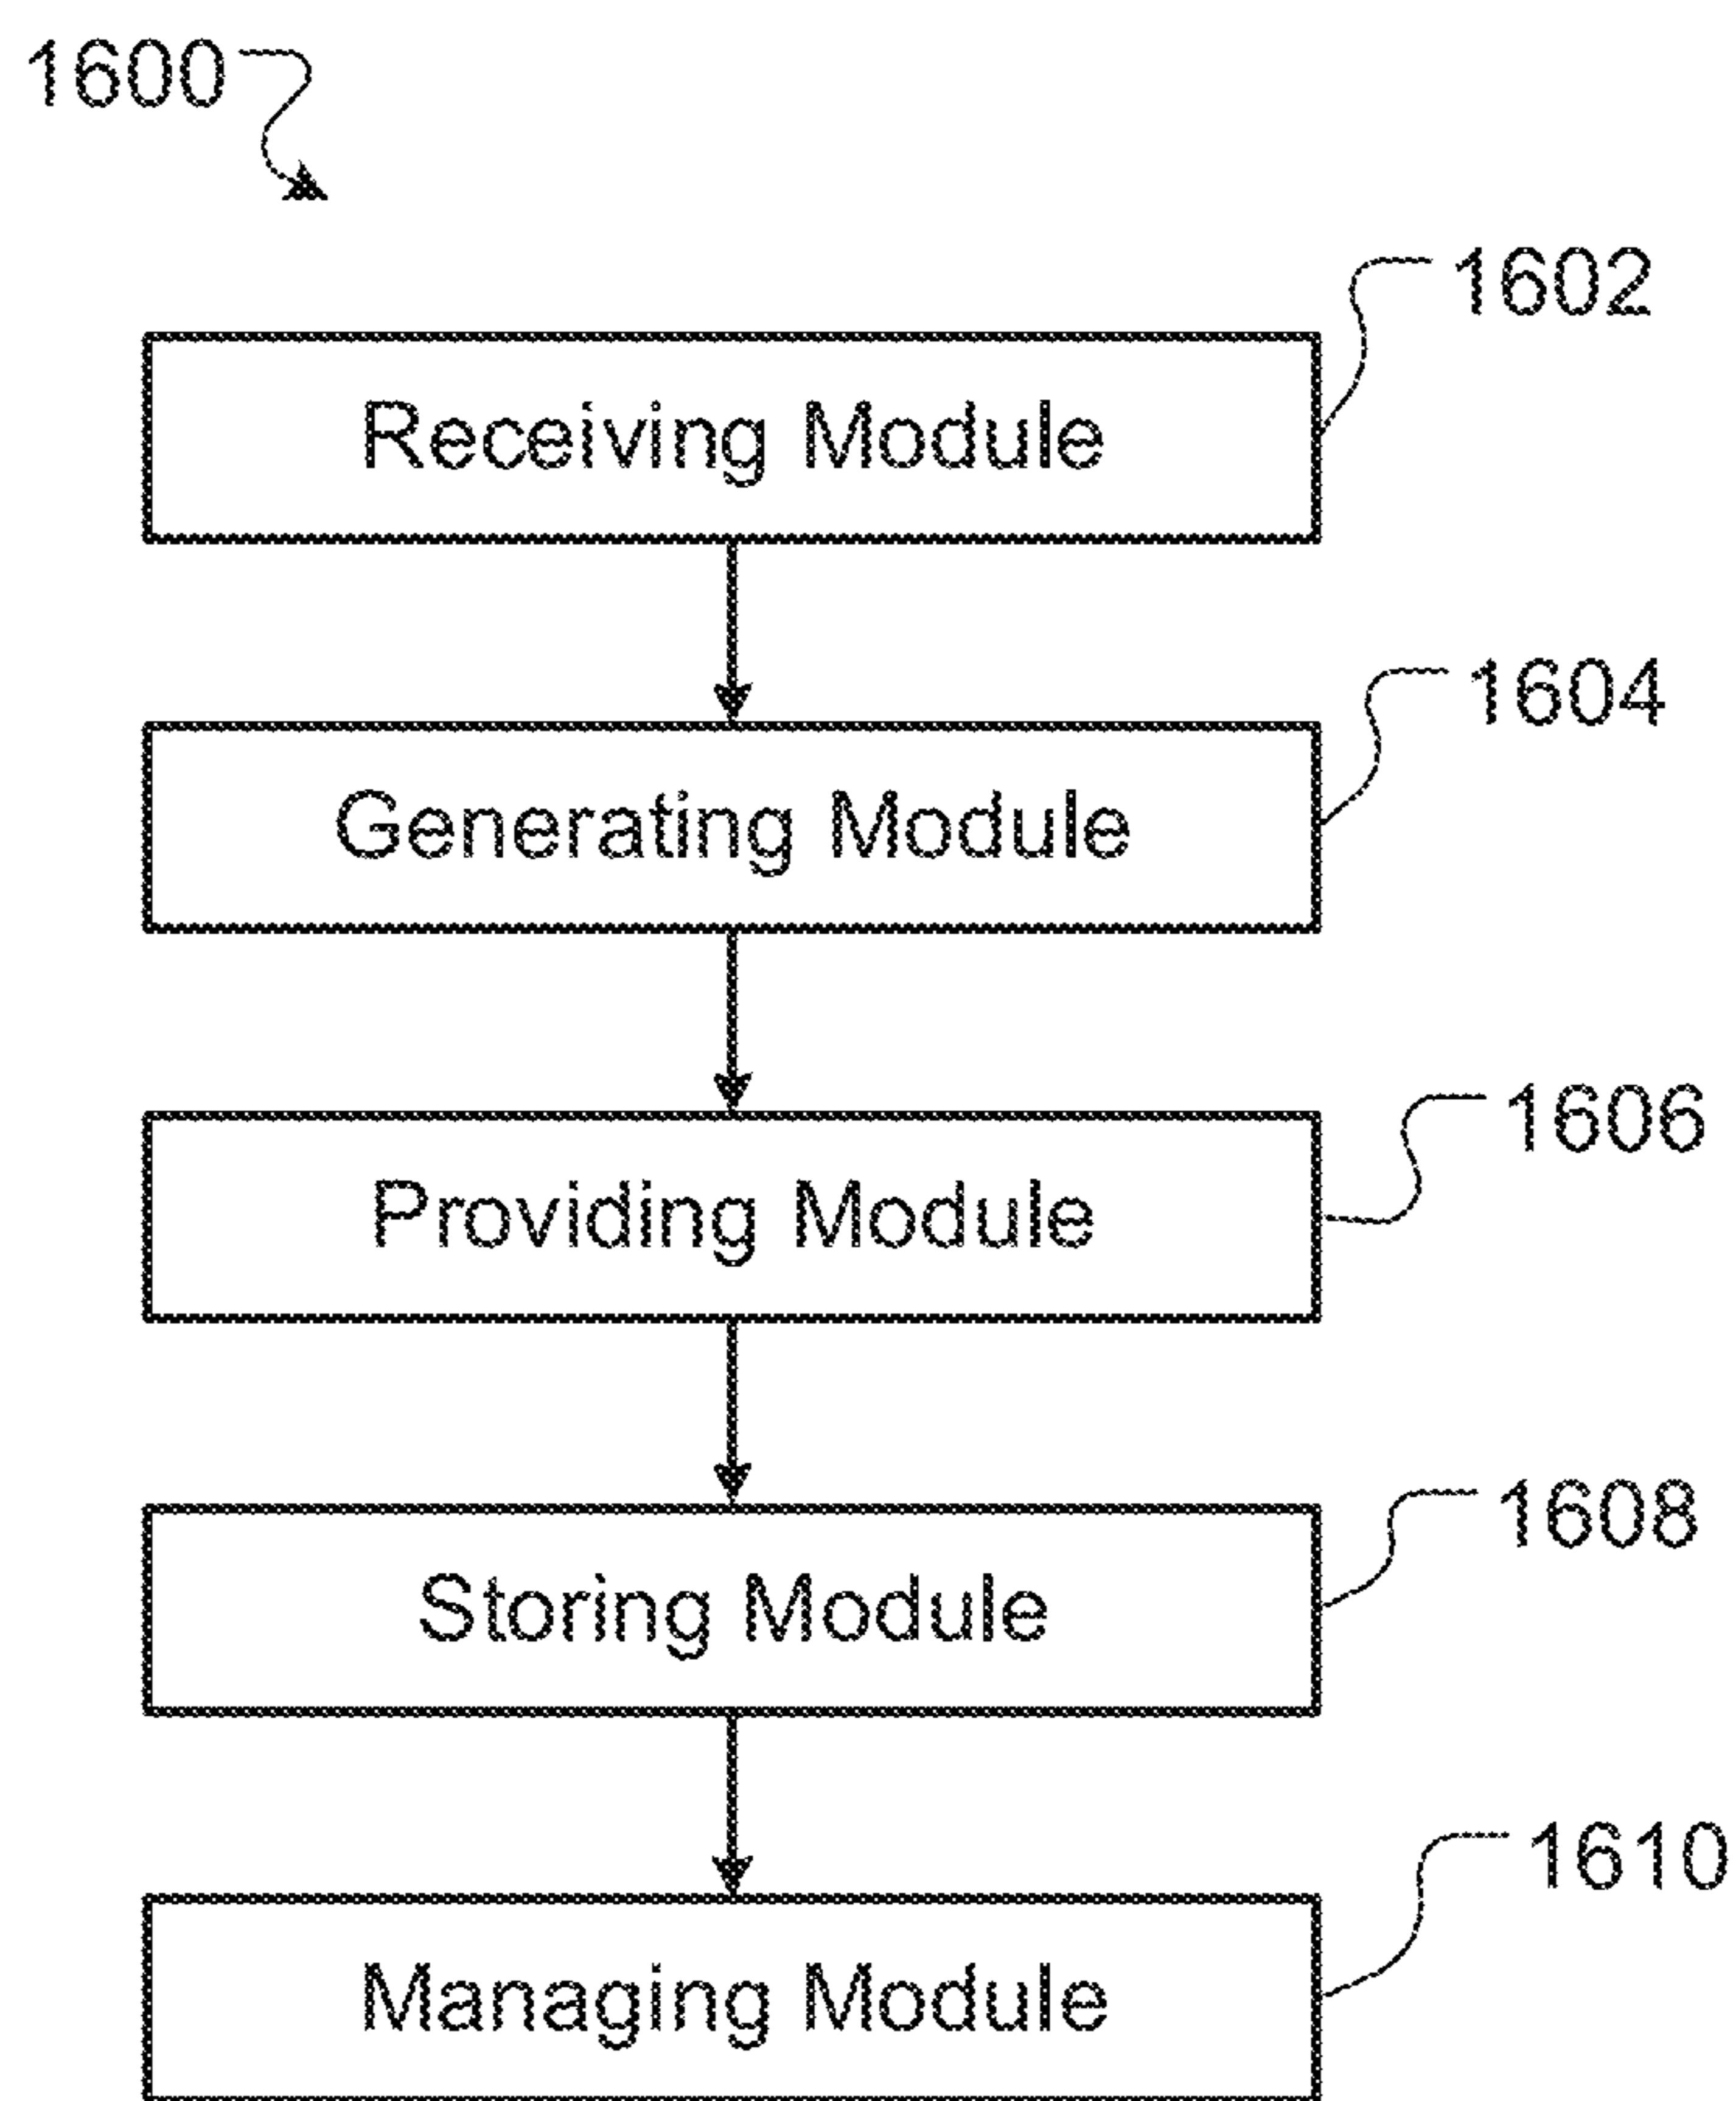 1600
1602
Receiving Module
1604
Generating Module
1606
Providing Module
1608
Storing Module
1610
Managing Module